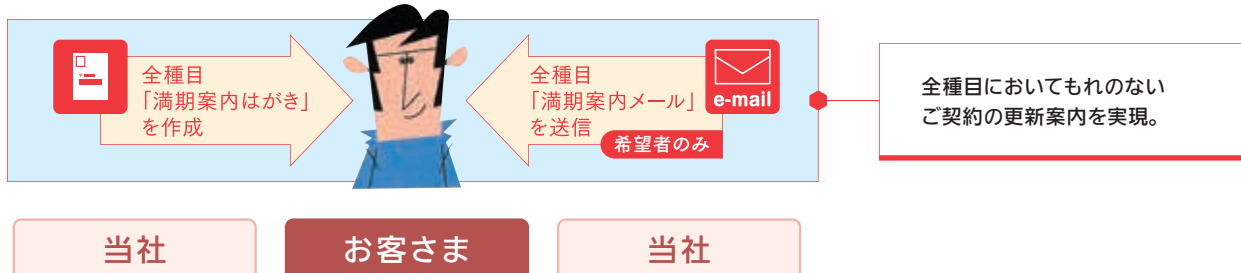 全種目
「満期案内はがき」
を作成
全種目
「満期案内メール」
を送信
希望者のみ
e-mail
全種目においてもれのない
ご契約の更新案内を実現。
当社
お客さま
当社